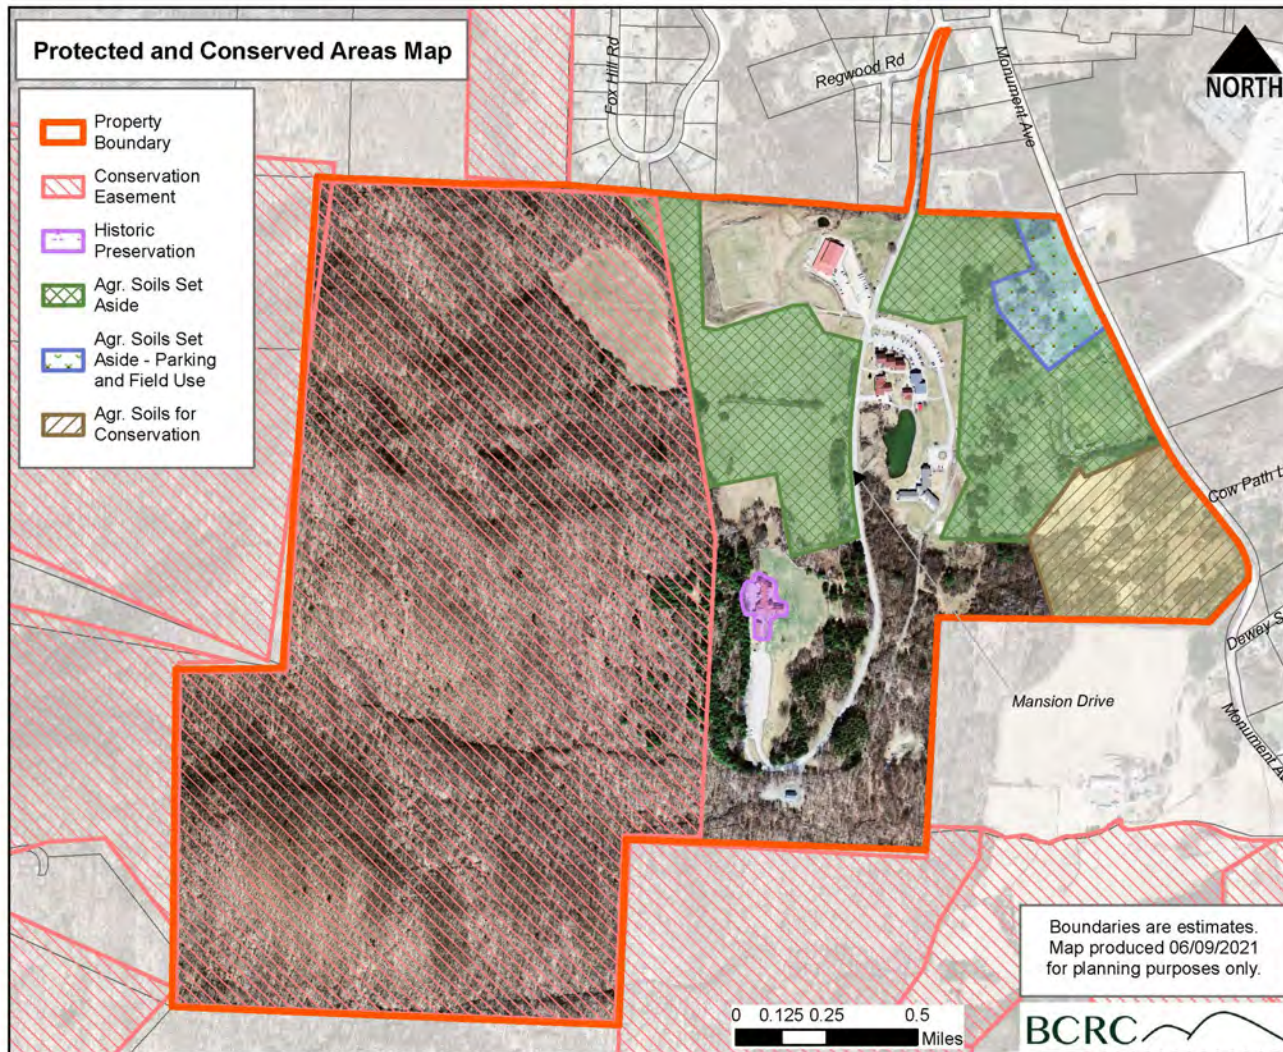 Protected and Conserved Areas Map
Property
Boundary
Conservation
Easement
Historic
Preservation
Agr. Soils Set
Aside
Agr. Soils Set
Aside - Parking
and Field Use
Agr. Soils for
Conservation
Fox Hill Rd
Regwood Rd
Monument Ave
NORTH
Cow Path L
Dewey S
Mansion Drive
Monument Av
Boundaries are estimates.
Map produced 06/09/2021
for planning purposes only.
0 0.125 0.25 0.5
Miles
BCRC